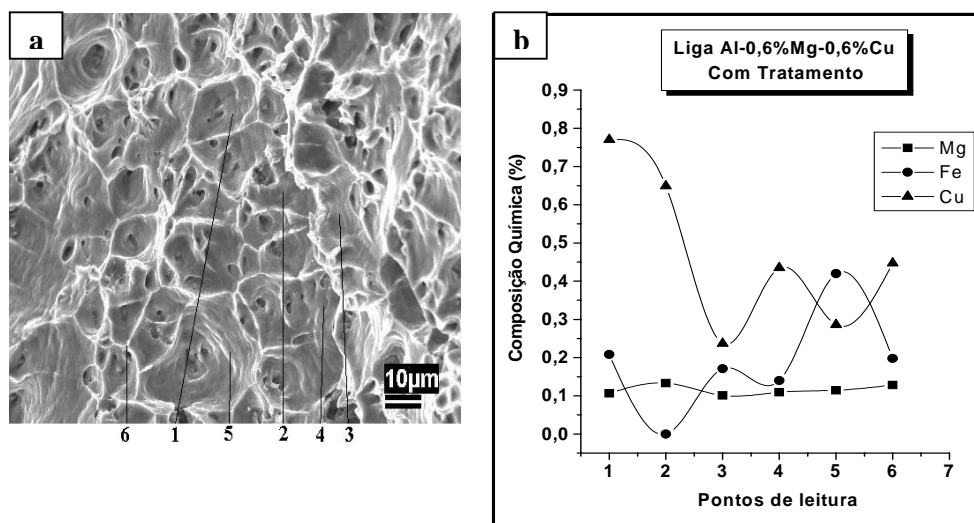 a
10µm
6 1 5 2 4 3
b
Liga Al-0,6%Mg-0,6%Cu
Com Tratamento
Mg
Fe
Cu
Composição Química (%)
0,9
0,8
0,7
0,6
0,5
0,4
0,3
0,2
0,1
0,0
1 2 3 4 5 6 7
Pontos de leitura